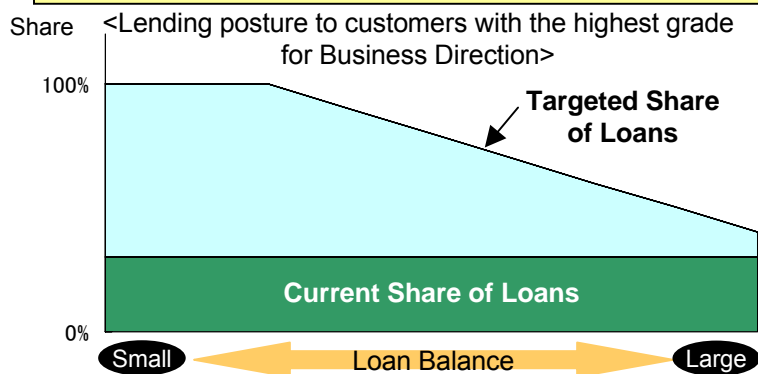 Share
<Lending posture to customers with the highest grade
for Business Direction>
100%
Targeted Share
of Loans
Current Share of Loans
0%
Small
Loan Balance
Large